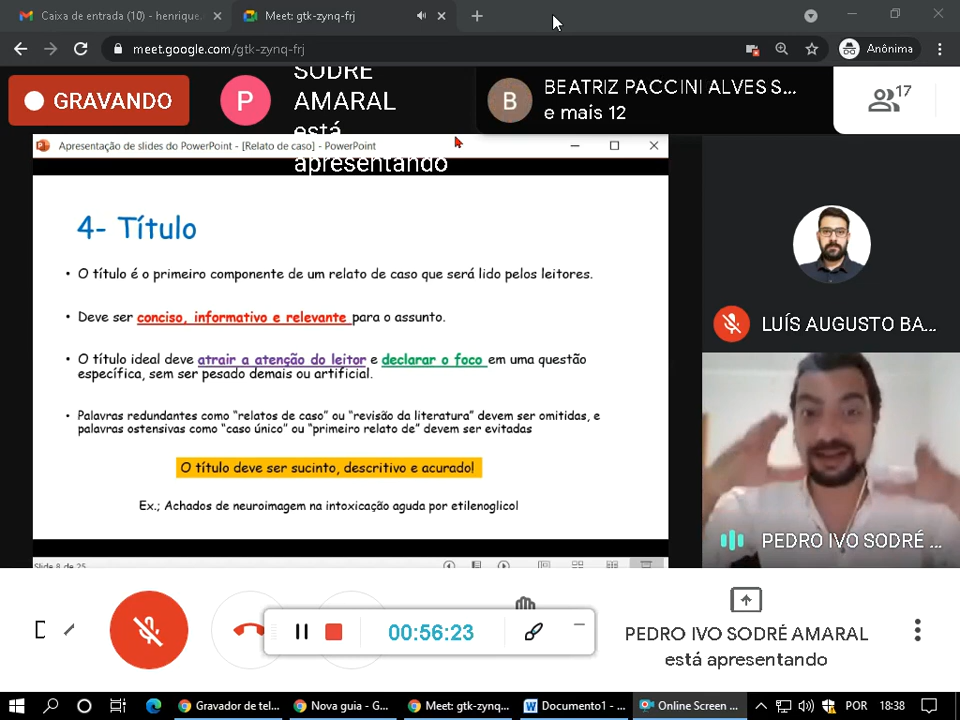 Caixa de entrada (10) - henrique.
Meet: gtk-zynq-frj
meet.google.com/gtk-zynq-frj
Anônima
GRAVANDO
P
SODRÉ
AMARAL
está
apresentando
B
BEATRIZ PACCINI ALVES S...
e mais 12
17
Apresentação de slides do PowerPoint - [Relato de caso] - PowerPoint
4- Título
• O título é o primeiro componente de um relato de caso que será lido pelos leitores.
• Deve ser conciso, informativo e relevante para o assunto.
• O título ideal deve atrair a atenção do leitor e declarar o foco em uma questão
específica, sem ser pesado demais ou artificial.
• Palavras redundantes como “relatos de caso” ou “revisão da literatura” devem ser omitidas, e
palavras ostensivas como “caso único” ou “primeiro relato de” devem ser evitadas
O título deve ser sucinto, descritivo e acurado!
Ex.; Achados de neuroimagem na intoxicação aguda por etilenoglicol
Slide 8 de 25
LUÍS AUGUSTO BA...
PEDRO IVO SODRÉ ...
00:56:23
PEDRO IVO SODRÉ AMARAL
está apresentando
Gravador de tel...
Nova guia - G...
Meet: gtk-zynq...
Documento1 - ...
Online Screen ...
POR
18:38